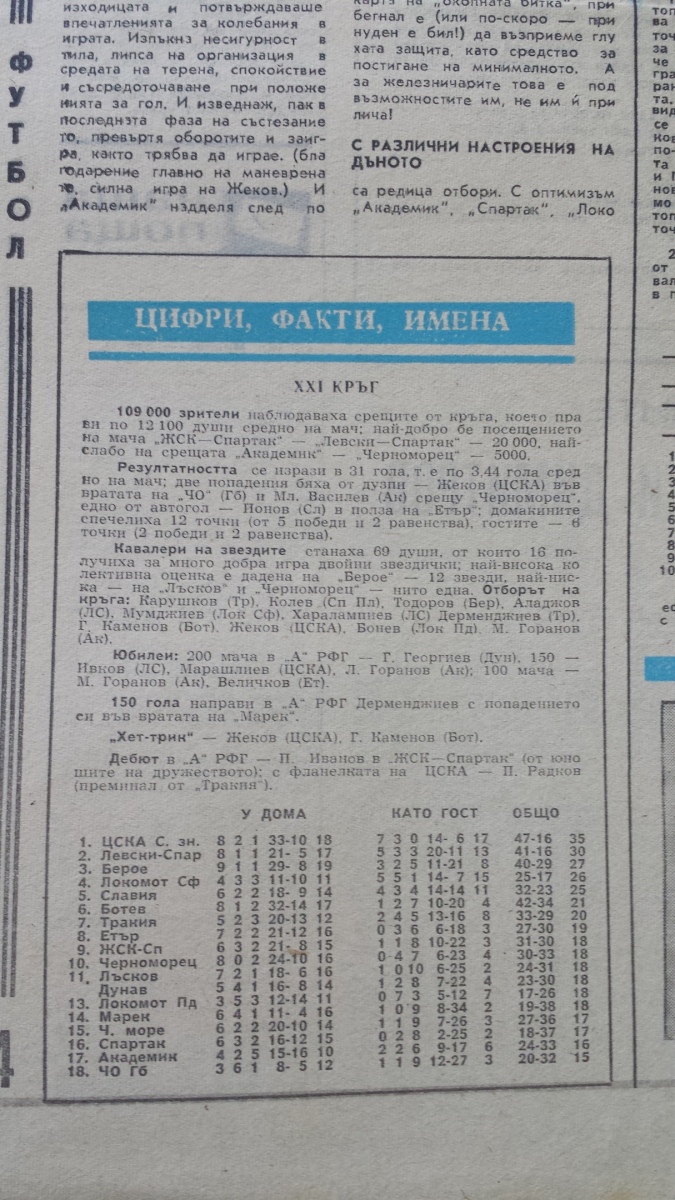 ФУТБОЛ
изходицата и потвърждаваше
впечатленията за колебания в
играта. Изпъкнэ несигурност в
тила, липса на организация в
средата на терена, спокойствие
и съсредоточаване при положе
нията за гол. И изведнаж, пак в
последната фаза на състезание
то, превъртя оборотите и заиг-
ра, както трябва да играе. (бла
годарение главно на маневрена
та, силна игра на Жеков.) И
„Академик" надделя след по
карта на „окопната битка", при
бегнал е (или по-скоро — при
нуден е бил!) да възприеме глу
хата защита, като средство за
постигане на минималното. А
за железничарите това е под
възможностите им, не им ѝ при
лича!
С РАЗЛИЧНИ НАСТРОЕНИЯ НА
ДЪНОТО
са редица отбори. С оптимизъм
„Академик", „Спартак", „Локо
ЦИФРИ, ФАКТИ, ИМЕНА
XXI КРЪГ
109 000 зрители наблюдаваха срещите от кръга, което пра
ви по 12 100 души средно на мач; най-добро бе посещението
на мача „ЖСК—Спартак" — „Левски—Спартак" — 20 000, най-
слабо на срещата „Академик" — „Черноморец" — 5000.
Резултатността се изрази в 31 гола, т. е по 3,44 гола сред
но на мач; две попадения бяха от дузпи — Жеков (ЦСКА) във
вратата на „ЧО" (Гб) и Мл. Василев (Ак) срещу „Черноморец",
едно от автогол — Ионов (Сл) в полза на „Етър"; домакините
спечелиха 12 точки (от 5 победи и 2 равенства), гостите — 6
точки (2 победи и 2 равенства).
Кавалери на звездите станаха 69 души, от които 16 по-
лучиха за много добра игра двойни звездички; най-висока ко
лективна оценка е дадена на „Берое" — 12 звезди, най-нис-
ка — на „Лъсков" и „Черноморец" — нито една. Отборът на
кръга: Карушков (Тр), Колев (Сп Пл), Тодоров (Бер), Аладжов
(ЛС), Мумджиев (Лок Сф), Харалампиев (ЛС) Дерменджиев (Тр),
Г. Каменов (Бот), Жеков (ЦСКА), Бонев (Лок Пд), М. Горанов
(Ак).
Юбилеи: 200 мача в „А" РФГ — Г. Георгиев (Дун), 150 —
Ивков (ЛС), Марашлиев (ЦСКА), Л. Горанов (Ак); 100 мача —
М. Горанов (Ак), Величков (Ет).
150 гола направи в „А" РФГ Дерменджиев с попадението
си във вратата на „Марек".
„Хет-трик" — Жеков (ЦСКА), Г. Каменов (Бот).
Дебют в „А" РФГ — П. Иванов в „ЖСК—Спартак" (от юно
шите на дружеството); с фланелката на ЦСКА — П. Радков
(преминал от „Тракия").
У ДОМА КАТО ГОСТ ОБЩО
1. ЦСКА С. зн. 8 2 1 33-10 18 7 3 0 14- 6 17 47-16 35
2. Левски-Спар 8 1 1 21- 5 17 5 3 3 20-11 13 41-16 30
3. Берое 9 1 1 29- 8 19 3 2 5 11-21 8 40-29 27
4. Локомот Сф 4 3 3 11-10 11 5 5 1 14- 7 15 25-17 26
5. Славия 6 2 2 18- 9 14 4 3 4 14-14 11 32-23 25
6. Ботев 8 1 2 32-14 17 1 2 7 10-20 4 42-34 21
7. Тракия 5 2 3 20-13 12 2 4 5 13-16 8 33-29 20
8. Етър 7 2 2 21-12 16 0 3 6 6-18 3 27-30 19
9. ЖСК-Сп 6 3 2 21- 8 15 1 1 8 10-22 3 31-30 18
10. Черноморец 8 0 2 24-10 16 0 4 7 6-23 4 30-33 18
11. Лъсков 7 2 1 18- 6 16 1 0 10 6-25 2 24-31 18
Дунав 5 4 1 16- 8 14 1 2 8 7-22 4 23-30 18
13. Локомот Пд 3 5 3 12-14 11 0 7 3 5-12 7 17-26 18
14. Марек 6 4 1 11- 4 16 1 0 9 8-34 2 19-38 18
15. Ч. море 6 2 2 20-10 14 1 1 9 7-26 3 27-36 17
16. Спартак 6 3 2 16-12 15 0 2 8 2-25 2 18-37 17
17. Академик 4 2 5 15-16 10 2 2 6 9-17 6 24-33 16
18. ЧО Гб 3 6 1 8- 5 12 1 1 9 12-27 3 20-32 15